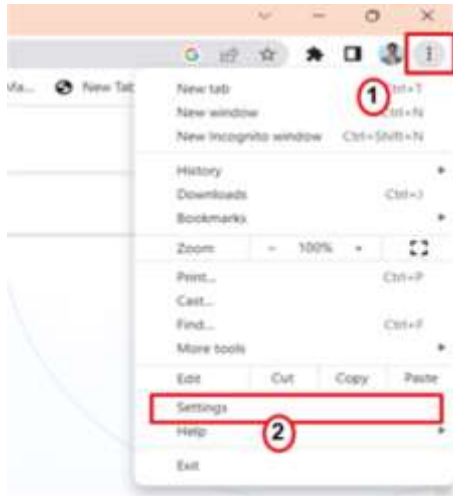 Ma... New Tab
1
New tab Ctrl+T
New window Ctrl+N
New Incognito window Ctrl+Shift+N
History
Downloads Ctrl+J
Bookmarks
Zoom - 100% +
Print... Ctrl+P
Cast...
Find... Ctrl+F
More tools
Edit Cut Copy Paste
Settings
2
Help
Exit